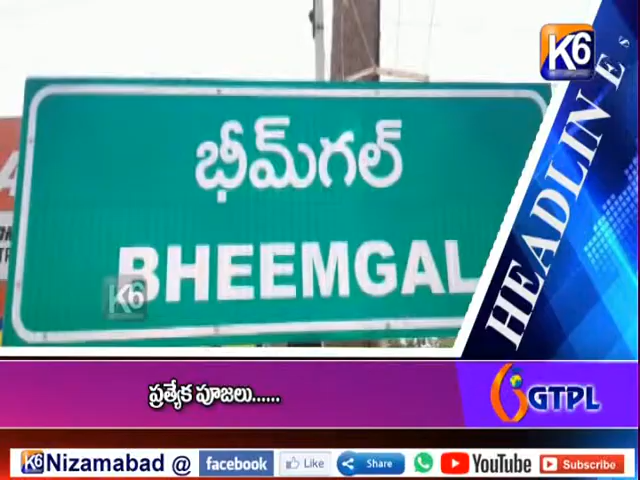 K6
HEADLINES
భీమ్‌గల్
BHEEMGAL
K6
ప్రత్యేక పూజలు......
GTPL
K6 Nizamabad @ facebook Like Share YouTube Subscribe